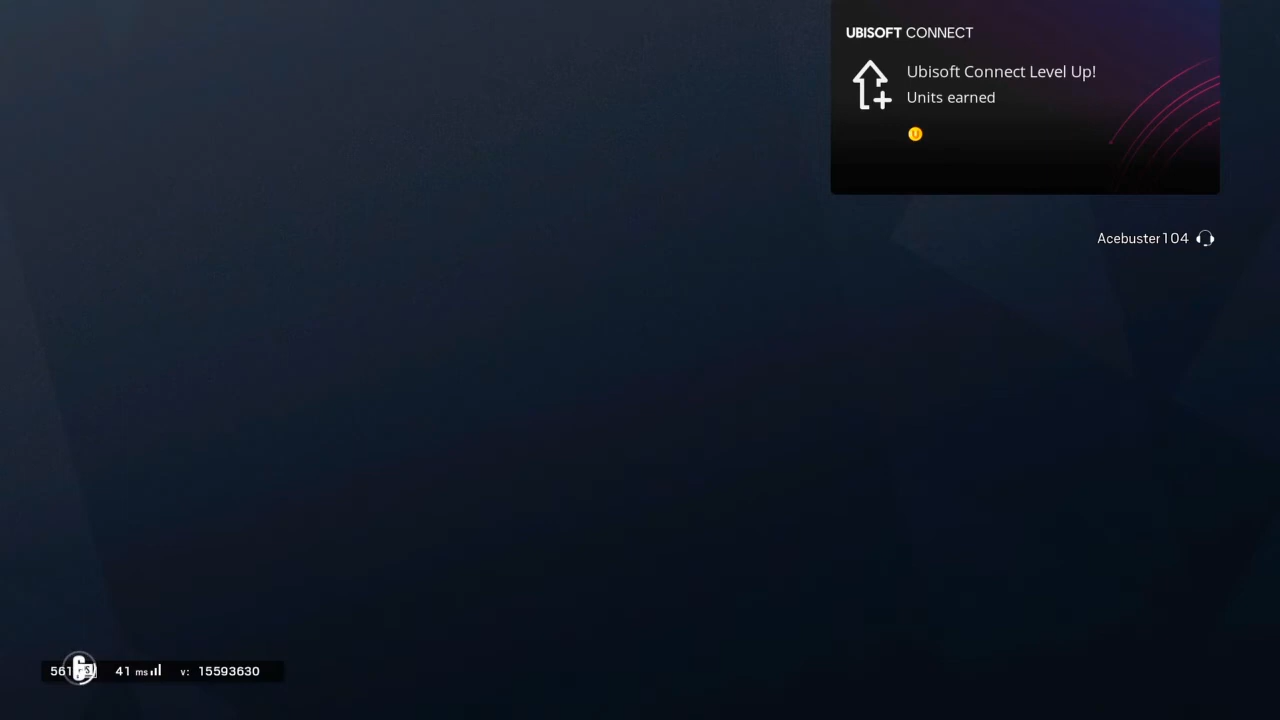 UBISOFT CONNECT
Ubisoft Connect Level Up!
Units earned
Acebuster104
41 ms v: 15593630